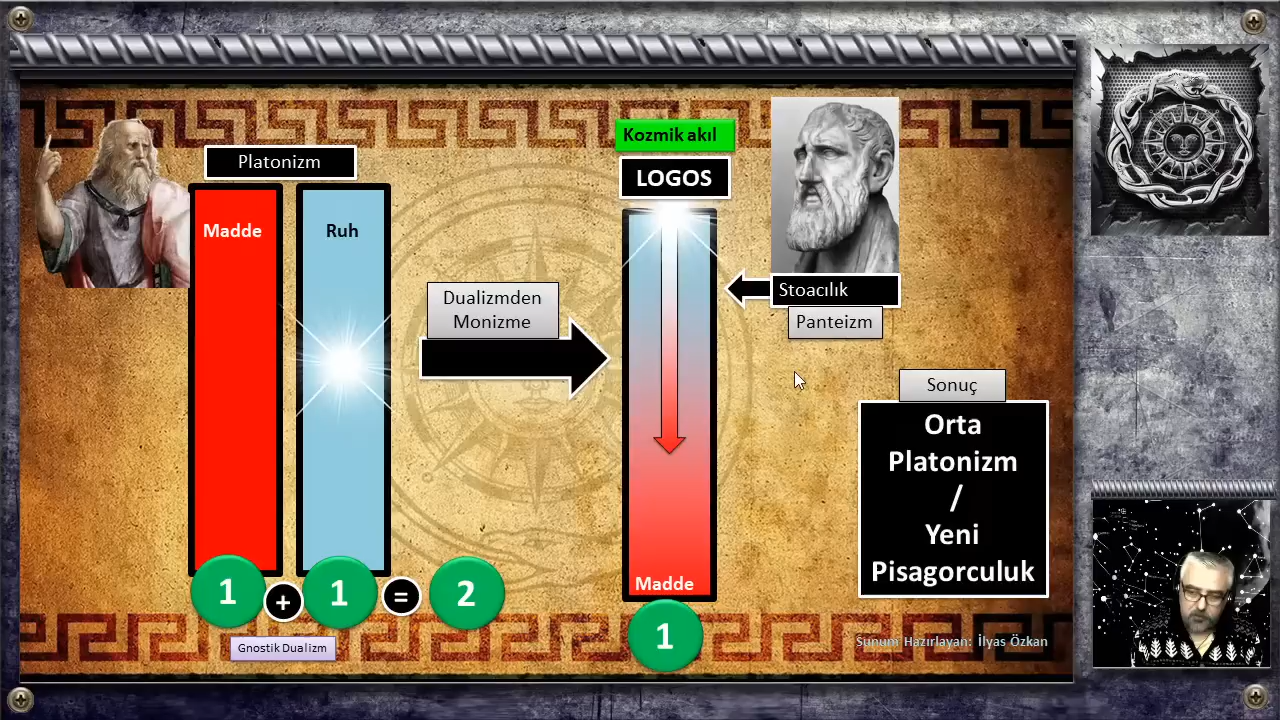 Platonizm
Madde
Ruh
Dualizmden
Monizme
Kozmik akıl
LOGOS
Stoacılık
Panteizm
Sonuç
Orta
Platonizm
/
Yeni
Pisagorculuk
Madde
1 + 1 = 2
1
Gnostik Dualizm
Sunum Hazırlayan: İlyas Özkan